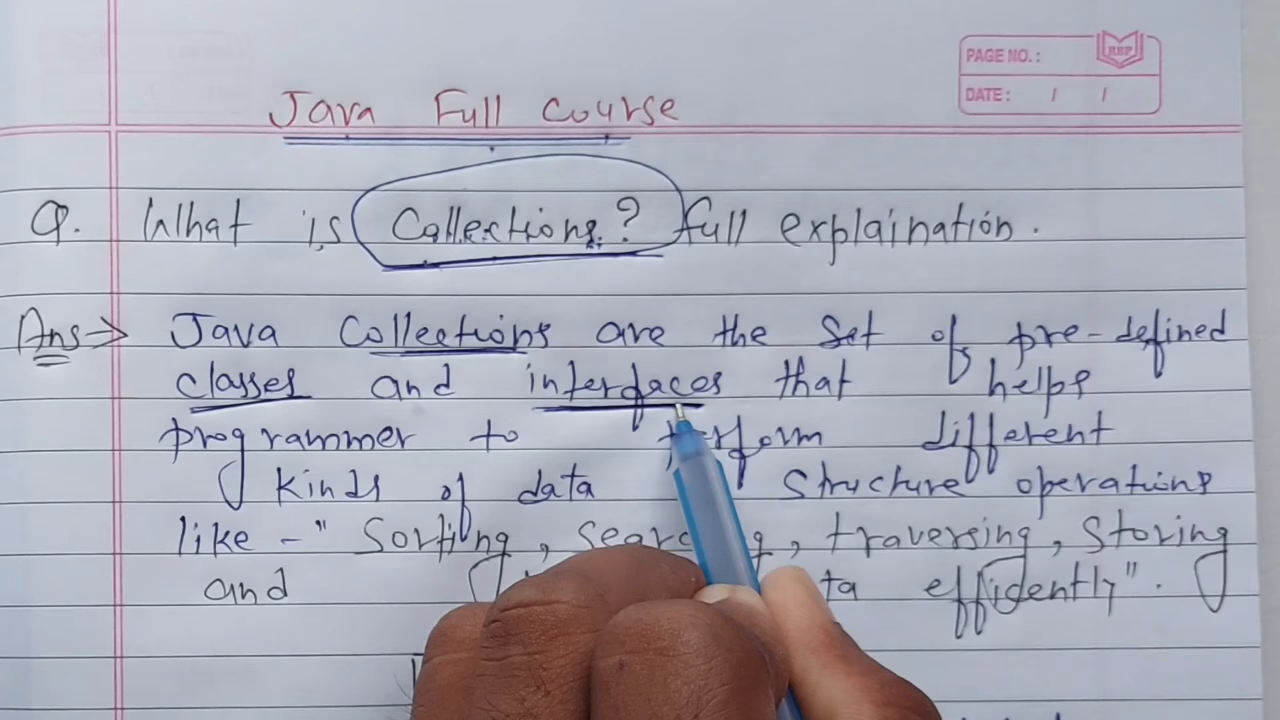 RBP
PAGE NO.:
DATE: / /
Java Full Course
Q. What is Collections.? full explaination.
Ans→ Java Collections are the set of pre-defined
classes and interfaces that helps
programmer to perform different
kinds of data structure operations
like - " Sorting, searching, traversing, storing
and efficiently".